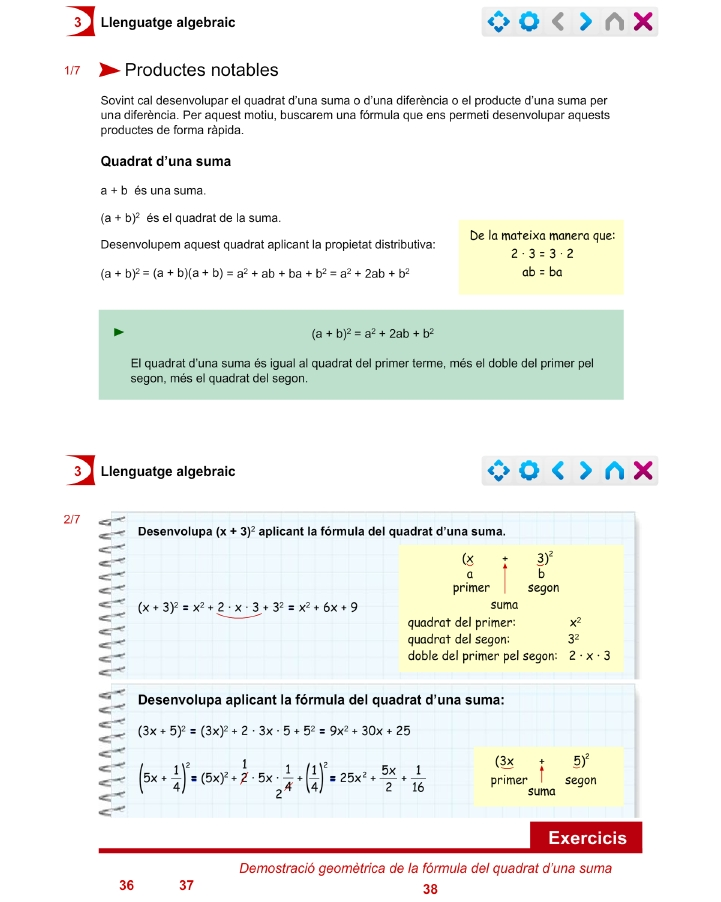 3 Llenguatge algebraic
1/7 Productes notables
Sovint cal desenvolupar el quadrat d'una suma o d'una diferència o el producte d'una suma per
una diferència. Per aquest motiu, buscarem una fórmula que ens permeti desenvolupar aquests
productes de forma ràpida.
Quadrat d'una suma
a + b és una suma.
(a + b)² és el quadrat de la suma.
Desenvolupem aquest quadrat aplicant la propietat distributiva:
(a + b)² = (a + b)(a + b) = a² + ab + ba + b² = a² + 2ab + b²
De la mateixa manera que:
2 · 3 = 3 · 2
ab = ba
(a + b)² = a² + 2ab + b²
El quadrat d'una suma és igual al quadrat del primer terme, més el doble del primer pel
segon, més el quadrat del segon.
3 Llenguatge algebraic
2/7
Desenvolupa (x + 3)² aplicant la fórmula del quadrat d'una suma.
(x + 3)² = x² + 2 · x · 3 + 3² = x² + 6x + 9
(x + 3)²
a b
primer segon
suma
quadrat del primer: x²
quadrat del segon: 3²
doble del primer pel segon: 2 · x · 3
Desenvolupa aplicant la fórmula del quadrat d'una suma:
(3x + 5)² = (3x)² + 2 · 3x · 5 + 5² = 9x² + 30x + 25
(5x + 1/4)² = (5x)² + 2 1 · 5x · 1/4 2 + (1/4)² = 25x² + 5x/2 + 1/16
(3x + 5)²
primer segon
suma
Exercicis
Demostració geomètrica de la fórmula del quadrat d'una suma
36 37 38